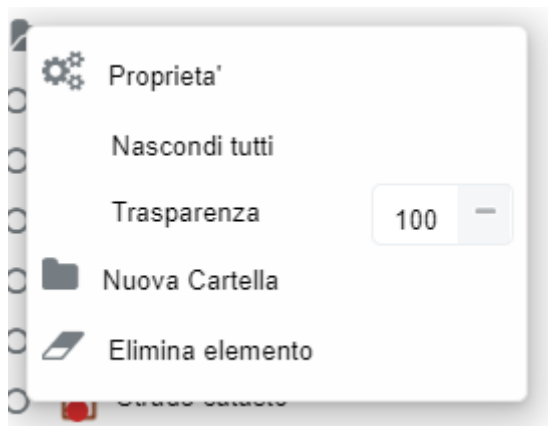 Proprieta'
Nascondi tutti
Trasparenza 100
Nuova Cartella
Elimina elemento